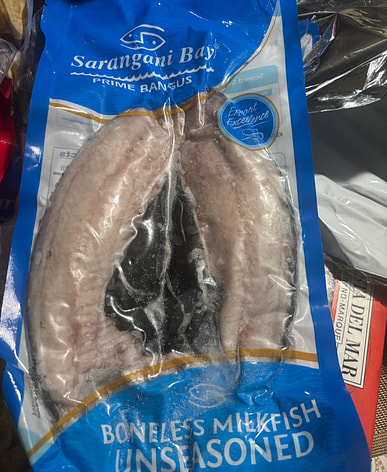 Sarangani Bay
PRIME BANGUS
Export
Excellence
BONELESS MILKFISH
UNSEASONED
DEL MAR